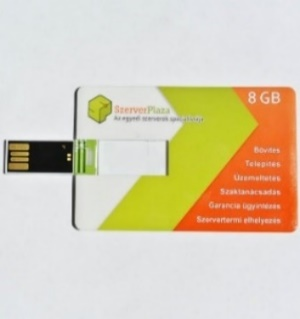 SzerverPlaza
Az egyedi szerverek specialistája
8 GB
Bővítés
Telepítés
Üzemeltetés
Szaktanácsadás
Garancia ügyintézés
Szervertermi elhelyezés